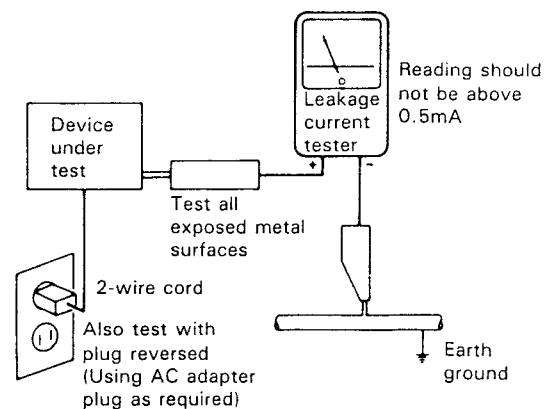 Reading should
not be above
0.5mA
Leakage
current
tester
+ -
Device
under
test
Test all
exposed metal
surfaces
2-wire cord
Also test with
plug reversed
(Using AC adapter
plug as required)
Earth
ground